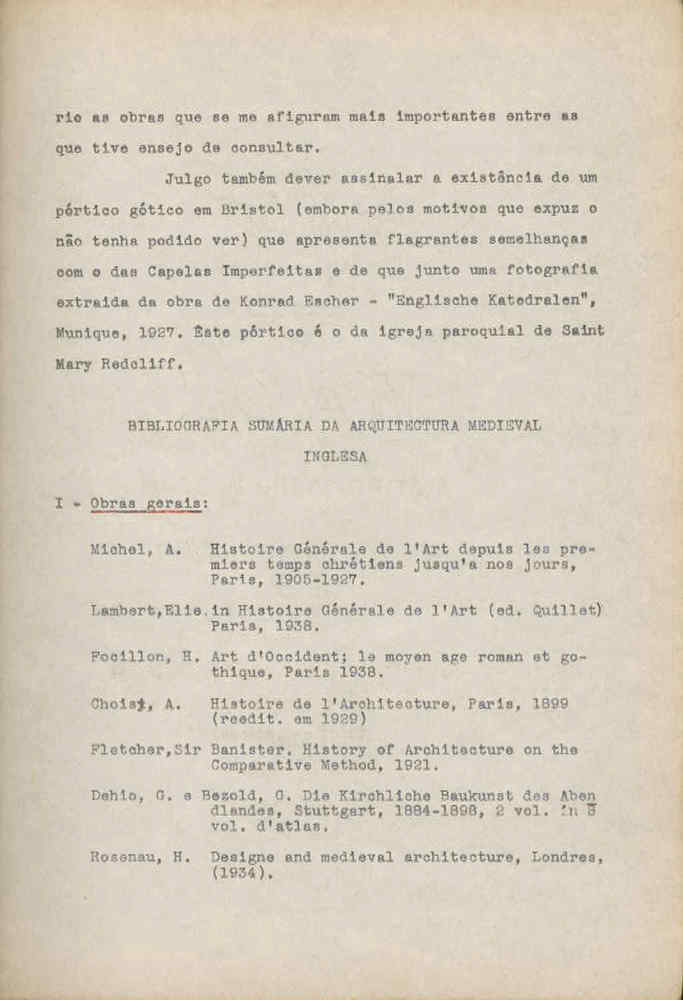 rio as obras que se me afiguram mais importantes entre as
que tive ensejo de consultar.
Julgo também dever assinalar a existência de um
pórtico gótico em Bristol (embora pelos motivos que expuz o
não tenha podido ver) que apresenta flagrantes semelhanças
com o das Capelas Imperfeitas e de que junto uma fotografia
extraida da obra de Konrad Escher - "Englische Katedralen",
Munique, 1927. Êste pórtico é o da igreja paroquial de Saint
Mary Redcliff.
BIBLIOGRAFIA SUMÁRIA DA ARQUITECTURA MEDIEVAL
INGLESA
I - Obras gerais:
Michel, A. Histoire Générale de l'Art depuis les pre-
miers temps chrétiens jusqu'a nos jours,
Paris, 1905-1927.
Lambert,Elie.in Histoire Générale de l'Art (ed. Quillet)
Paris, 1938.
Focillon, H. Art d'Occident; le moyen age roman et go-
thique, Paris 1938.
Choisy, A. Histoire de l'Architecture, Paris, 1899
(reedit. em 1929)
Fletcher,Sir Banister. History of Architecture on the
Comparative Method, 1921.
Dehio, G. e Bezold, G. Die Kirchliche Baukunst des Aben
dlandes, Stuttgart, 1884-1898, 2 vol. in 8
vol. d'atlas.
Rosenau, H. Designe and medieval architecture, Londres,
(1934).